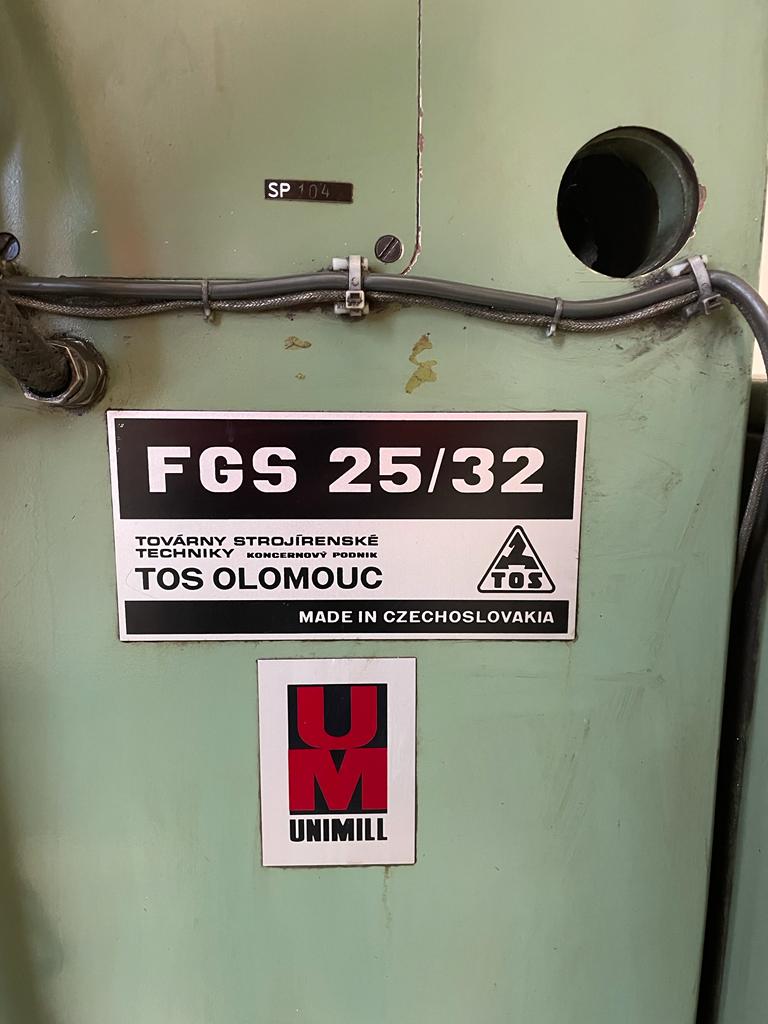 SP 104
FGS 25/32
TOVÁRNY STROJÍRENSKÉ
TECHNIKY KONCERNOVÝ PODNIK
TOS OLOMOUC
TOS
MADE IN CZECHOSLOVAKIA
UM
UNIMILL